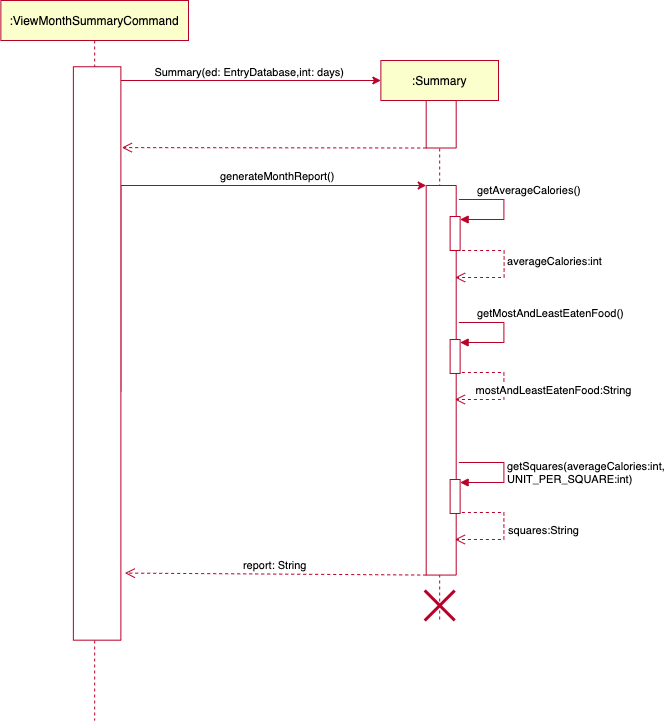 :ViewMonthSummaryCommand
Summary(ed: EntryDatabase,int: days)
:Summary
generateMonthReport()
getAverageCalories()
averageCalories:int
getMostAndLeastEatenFood()
mostAndLeastEatenFood:String
getSquares(averageCalories:int,
UNIT_PER_SQUARE:int)
squares:String
report: String